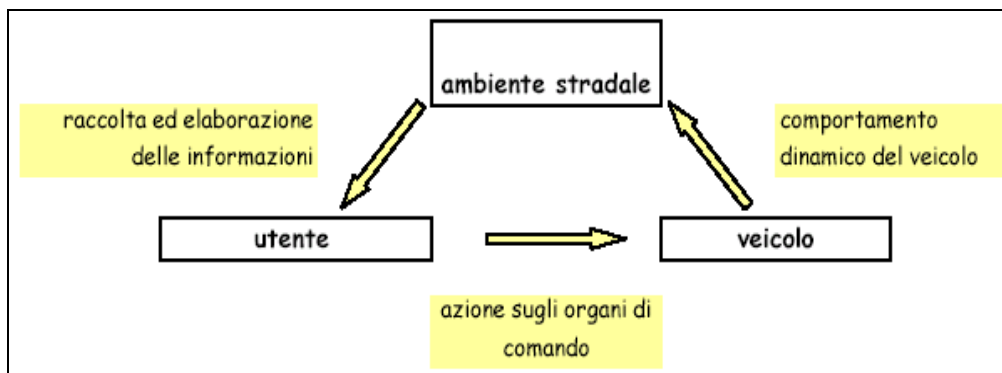 ambiente stradale
raccolta ed elaborazione
delle informazioni
comportamento
dinamico del veicolo
utente
veicolo
azione sugli organi di
comando